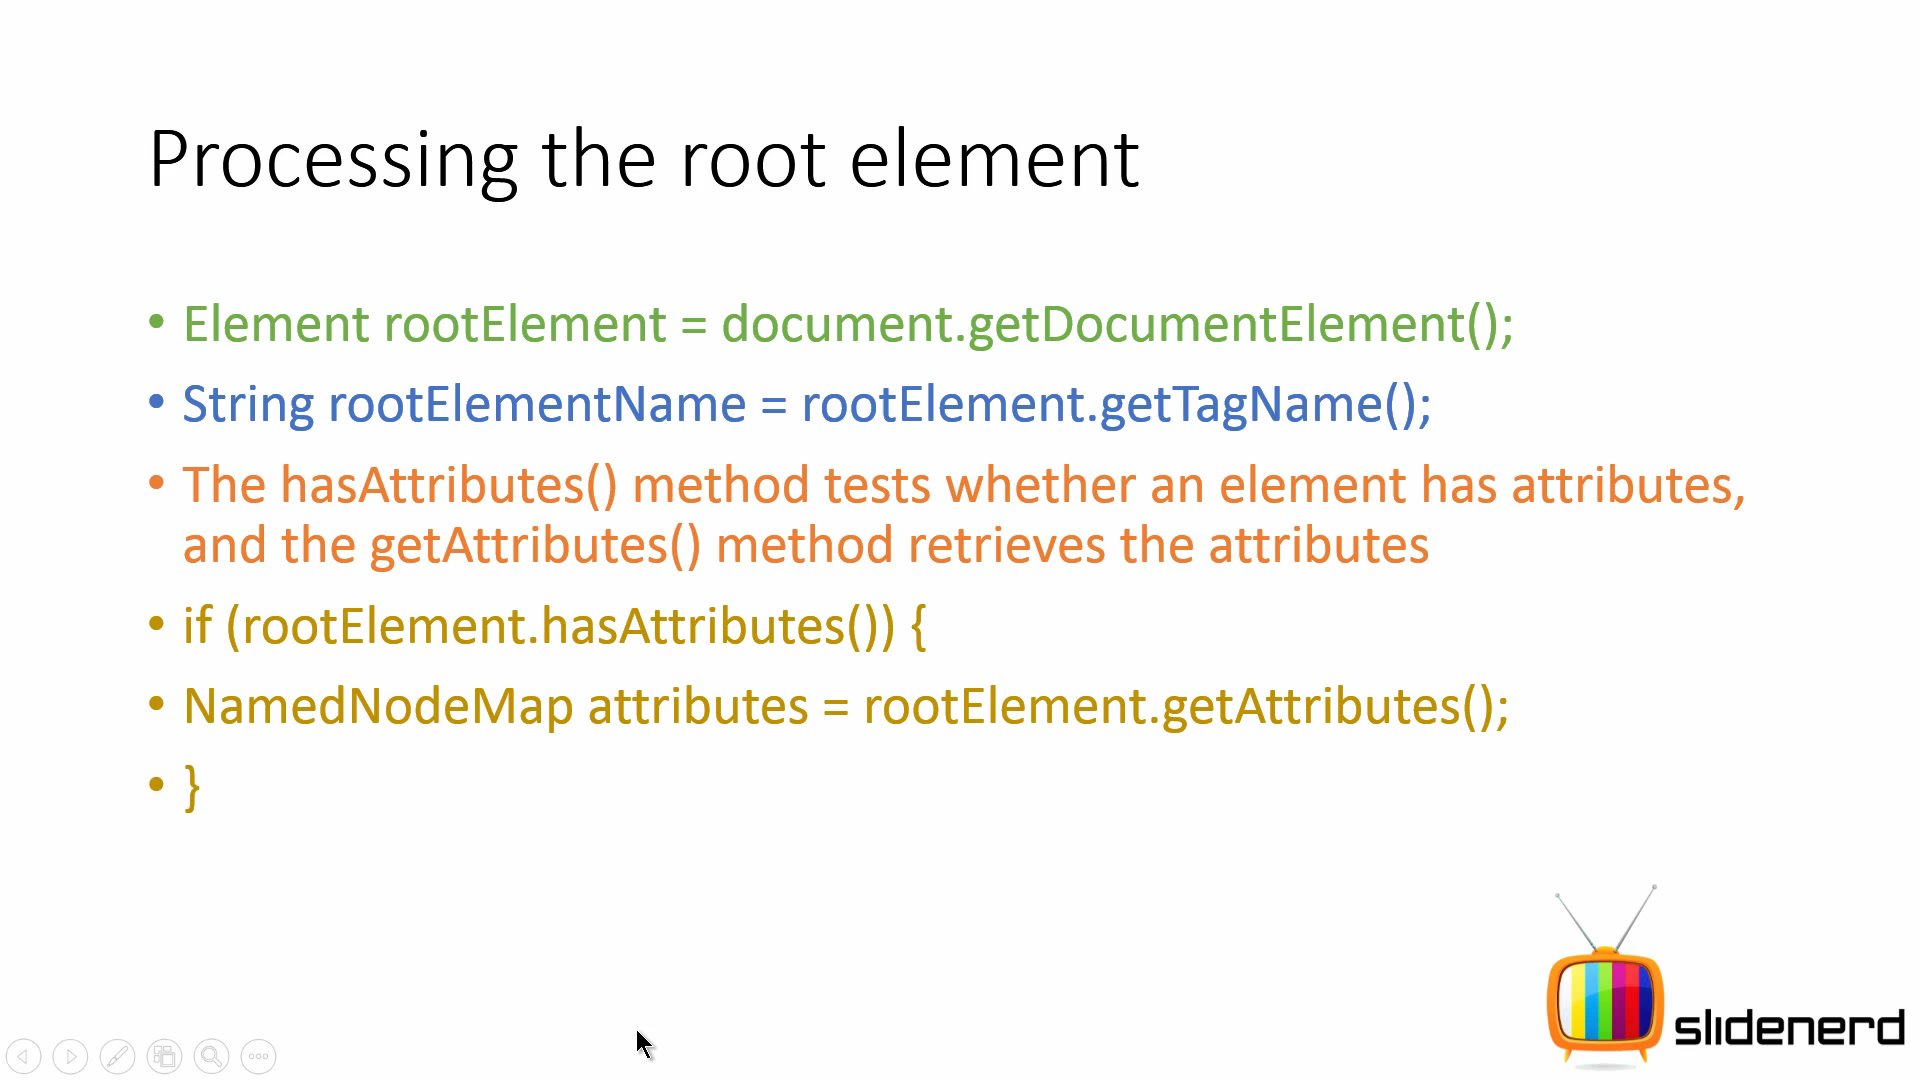 Processing the root element
• Element rootElement = document.getDocumentElement();
• String rootElementName = rootElement.getTagName();
• The hasAttributes() method tests whether an element has attributes,
and the getAttributes() method retrieves the attributes
• if (rootElement.hasAttributes()) {
• NamedNodeMap attributes = rootElement.getAttributes();
• }
slidenerd